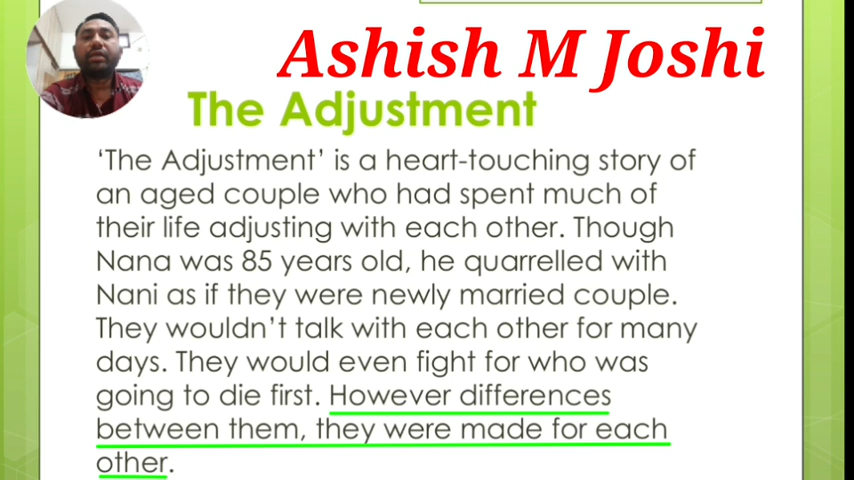 Ashish M Joshi
The Adjustment
‘The Adjustment’ is a heart-touching story of
an aged couple who had spent much of
their life adjusting with each other. Though
Nana was 85 years old, he quarrelled with
Nani as if they were newly married couple.
They wouldn’t talk with each other for many
days. They would even fight for who was
going to die first. However differences
between them, they were made for each
other.